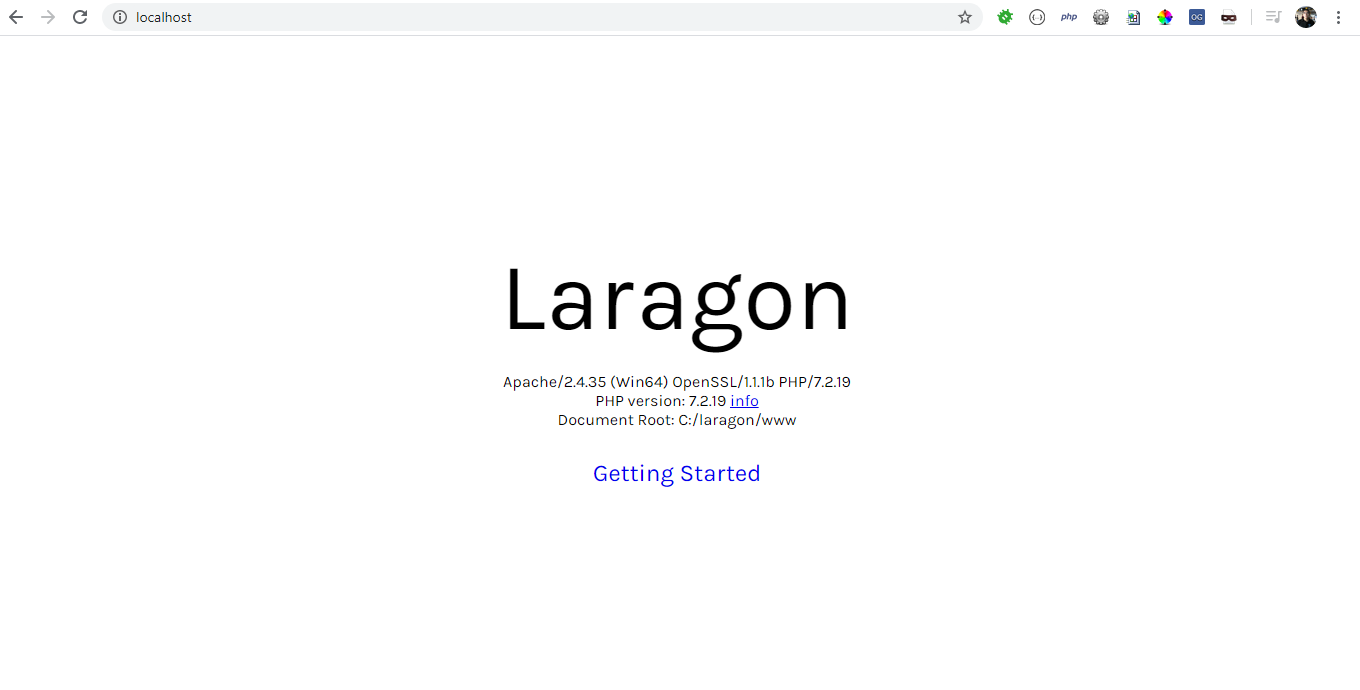 localhost
php
OG
Laragon
Apache/2.4.35 (Win64) OpenSSL/1.1.1b PHP/7.2.19
PHP version: 7.2.19 info
Document Root: C:/laragon/www
Getting Started